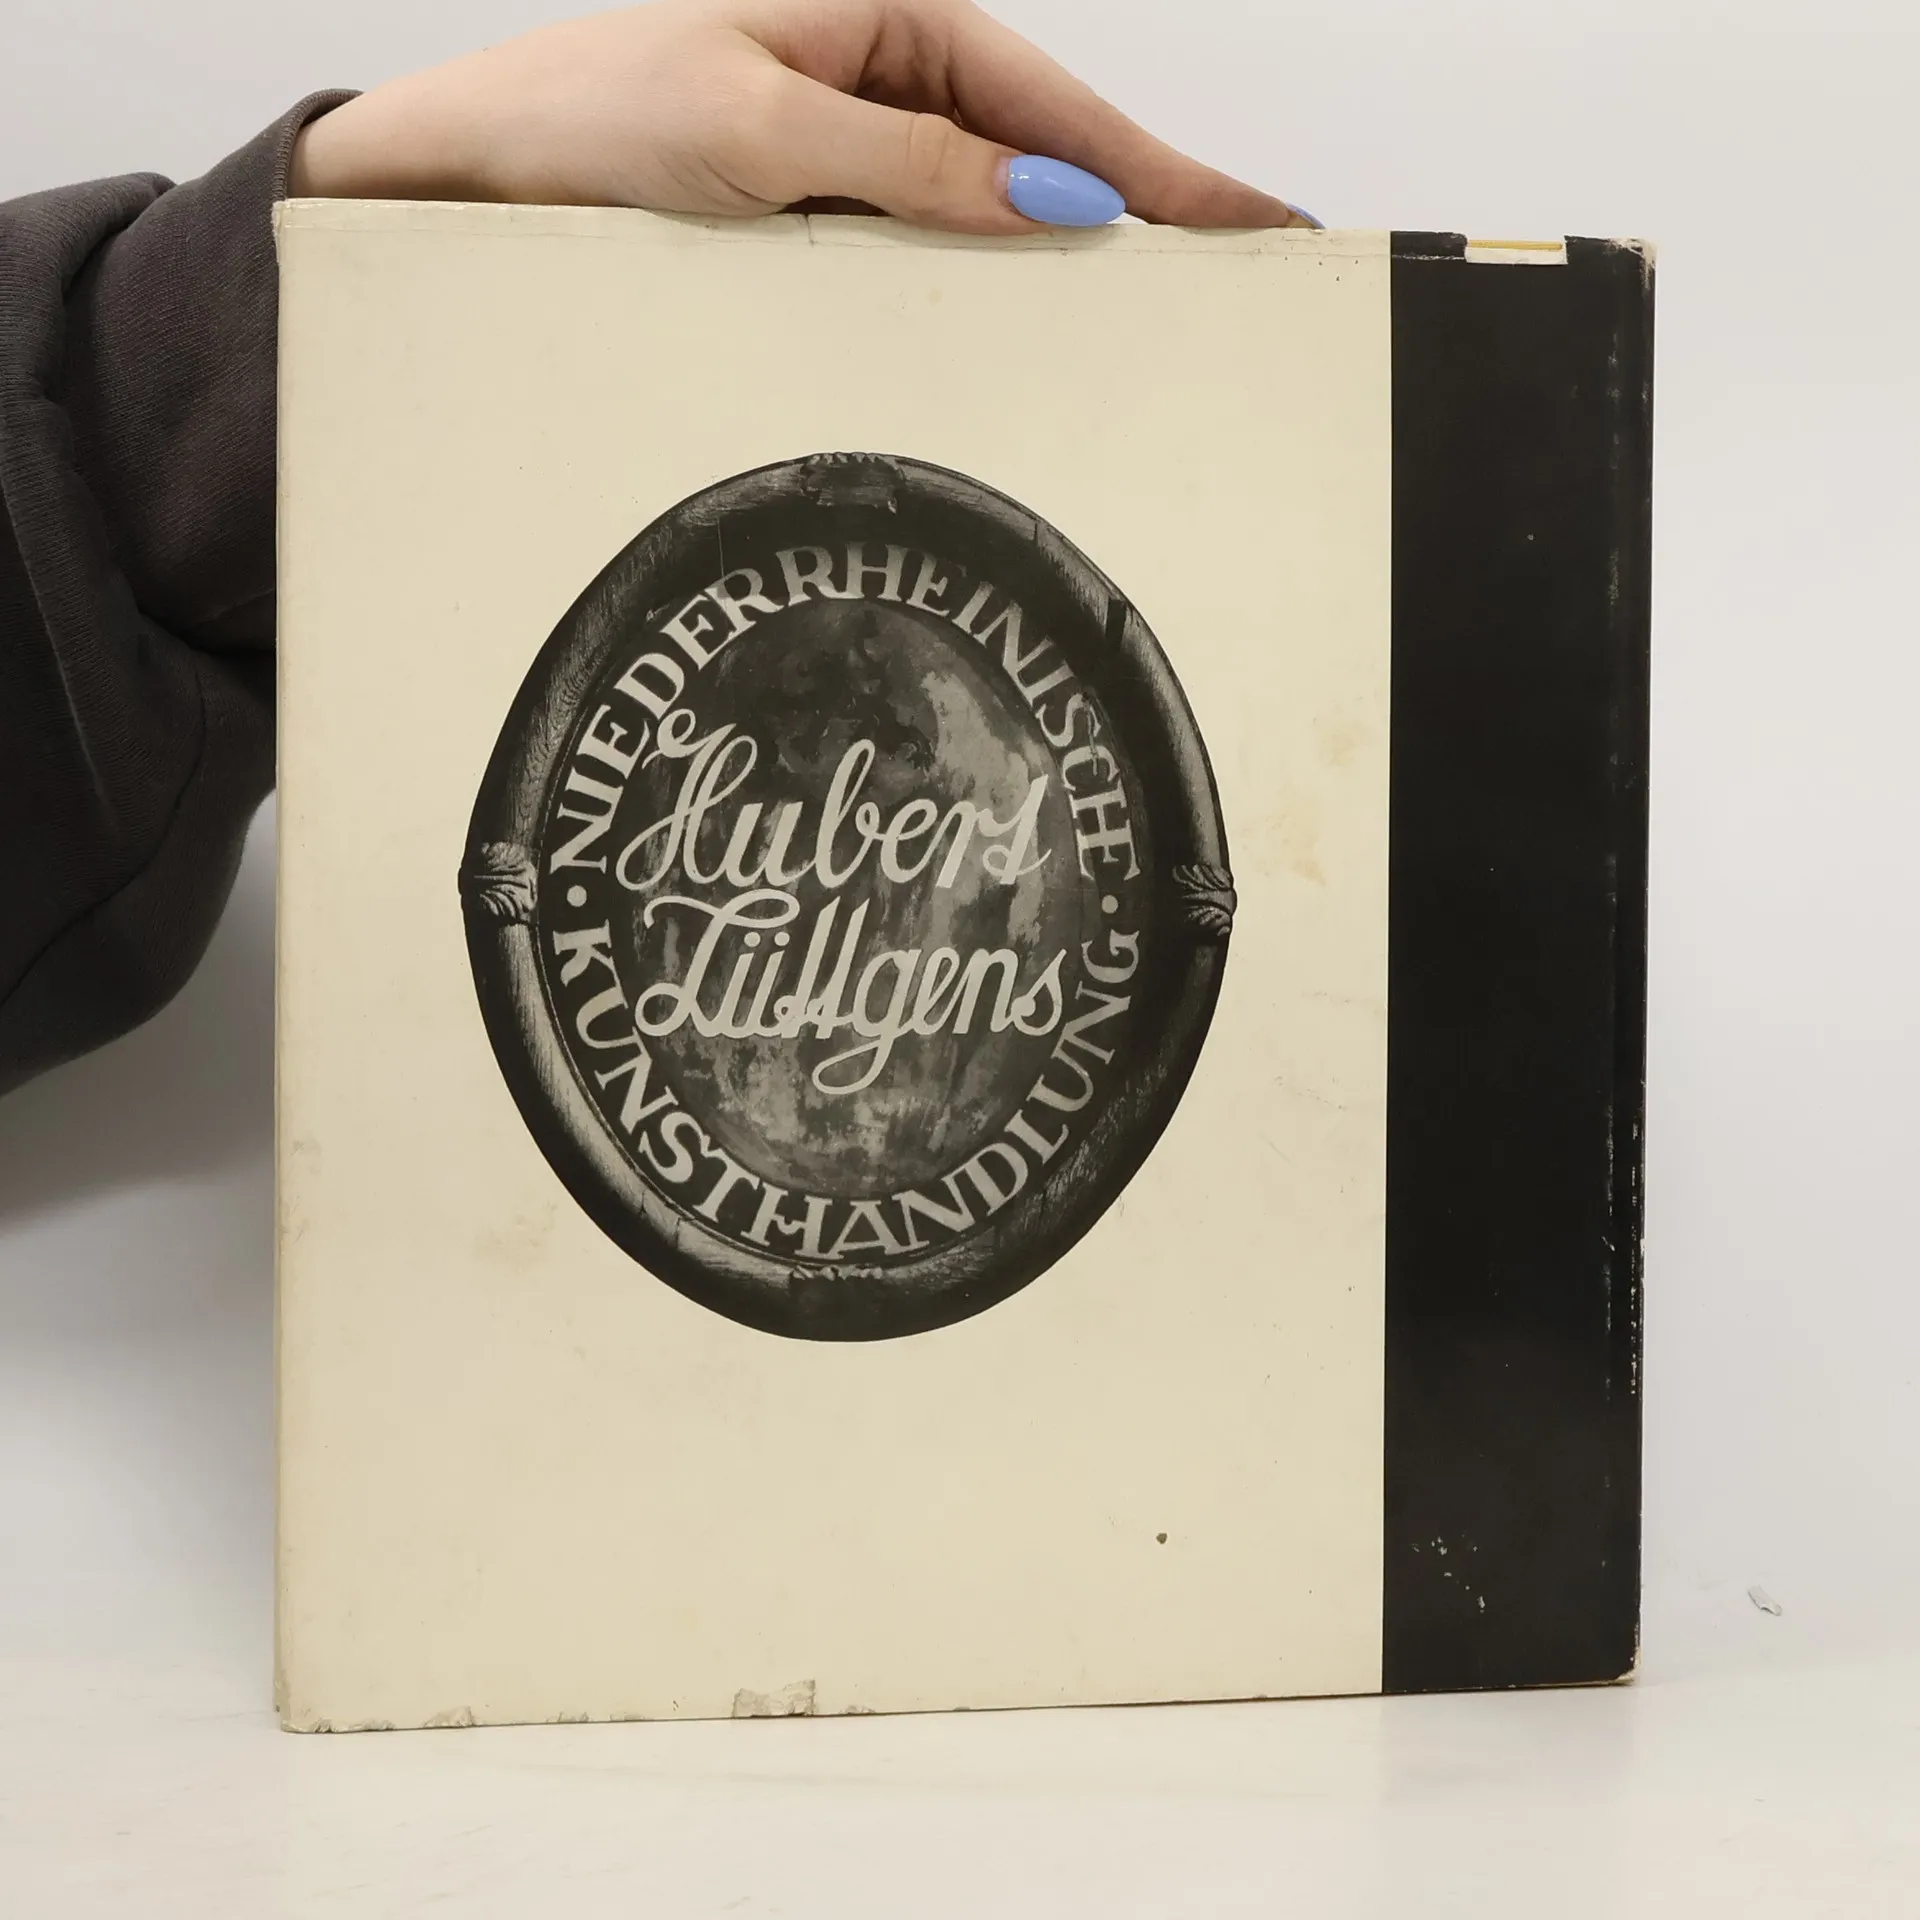 NIEDERRHEINISCHE
Hubert
Lüttgens
· KUNSTHANDLUNG ·